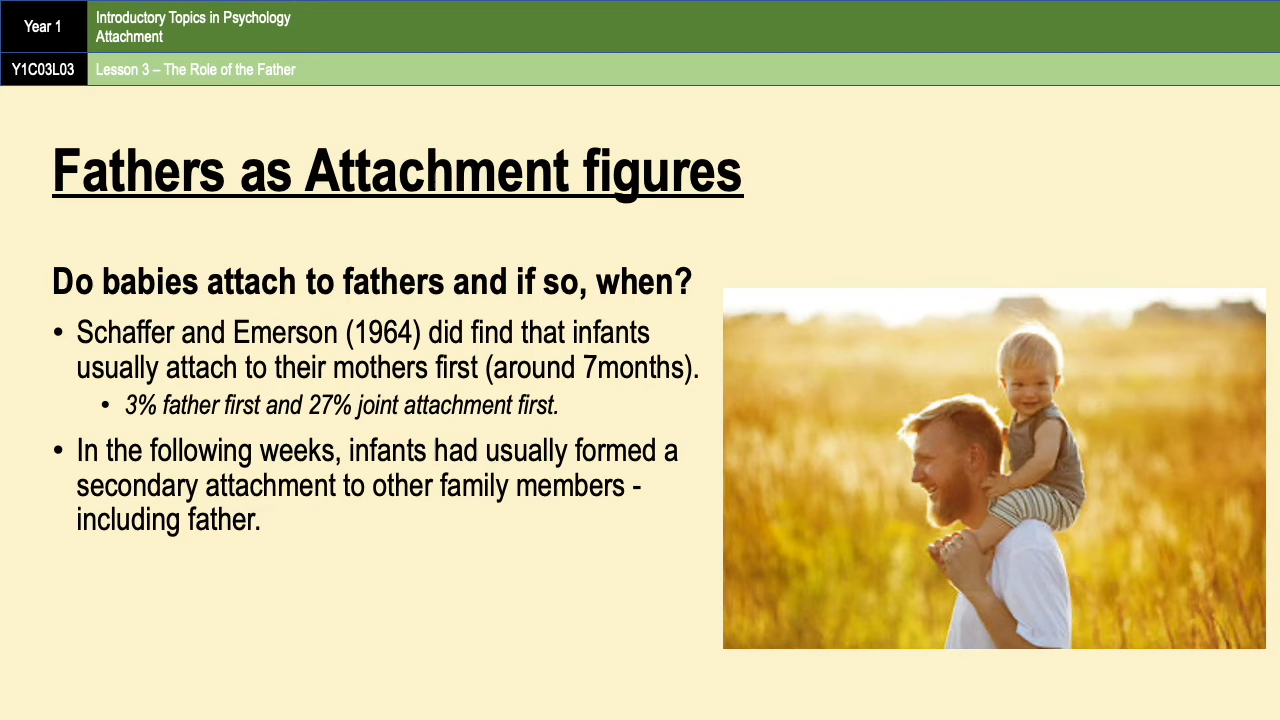 Year 1
Introductory Topics in Psychology
Attachment
Y1C03L03
Lesson 3 – The Role of the Father
Fathers as Attachment figures
Do babies attach to fathers and if so, when?
• Schaffer and Emerson (1964) did find that infants
usually attach to their mothers first (around 7months).
• 3% father first and 27% joint attachment first.
• In the following weeks, infants had usually formed a
secondary attachment to other family members -
including father.